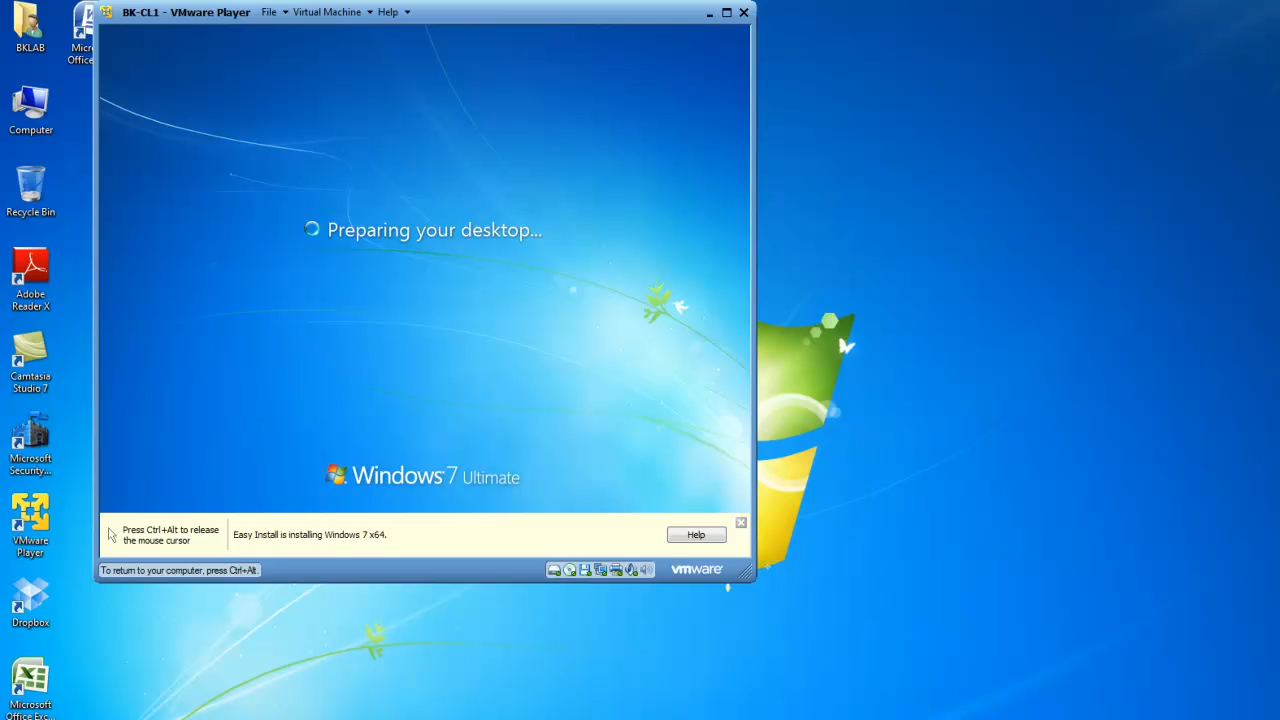 BK-CL1 - VMware Player
File
Virtual Machine
Help
BKLAB
Micr
Office
Computer
Recycle Bin
Adobe
Reader X
Camtasia
Studio 7
Microsoft
Security...
VMware
Player
Dropbox
Microsoft
Office Exc...
Preparing your desktop...
Windows 7 Ultimate
Press Ctrl+Alt to release
the mouse cursor
Easy Install is installing Windows 7 x64.
Help
To return to your computer, press Ctrl+Alt.
vmware